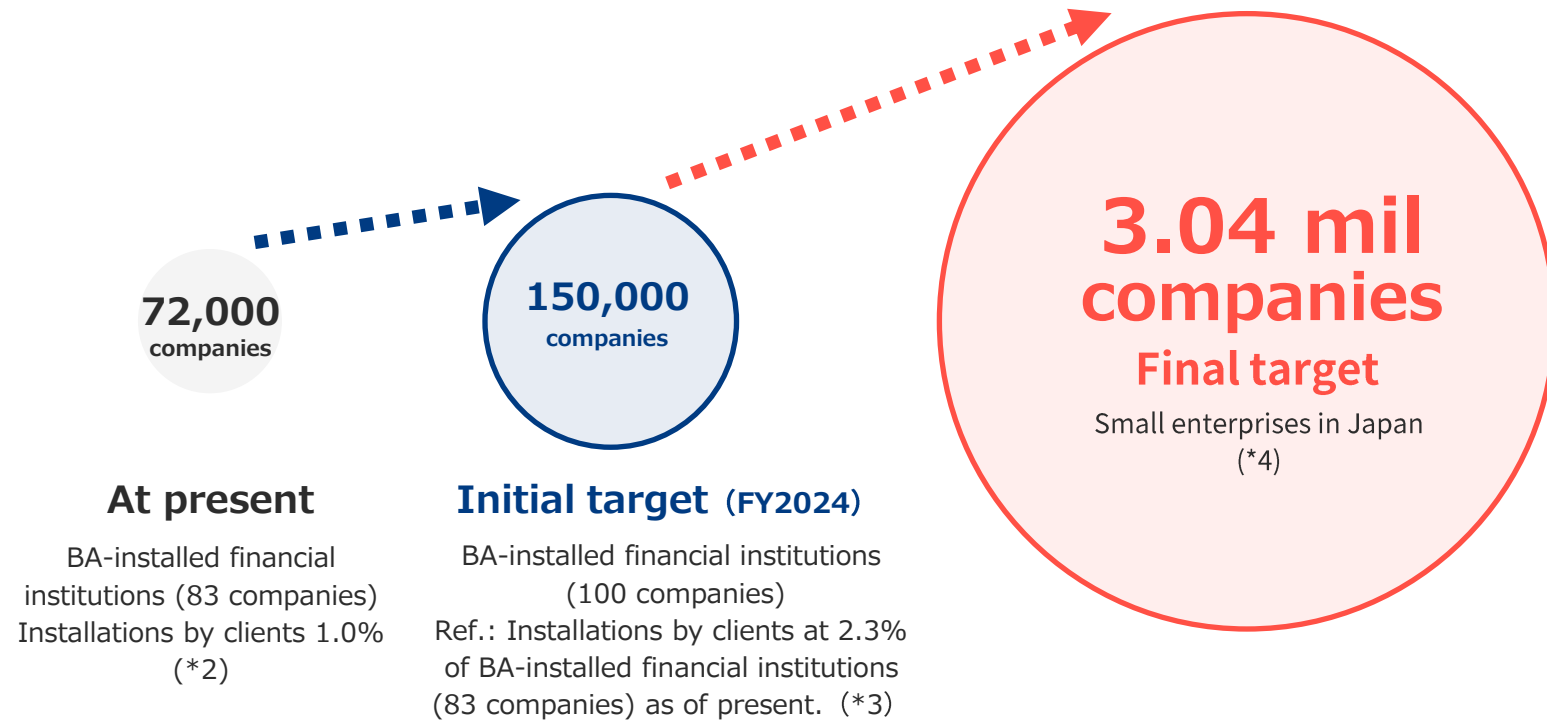 72,000
companies
At present
BA-installed financial
institutions (83 companies)
Installations by clients 1.0%
(*2)
150,000
companies
Initial target（FY2024）
BA-installed financial institutions
(100 companies)
Ref.: Installations by clients at 2.3%
of BA-installed financial institutions
(83 companies) as of present.（*3）
3.04 mil
companies
Final target
Small enterprises in Japan
(*4)